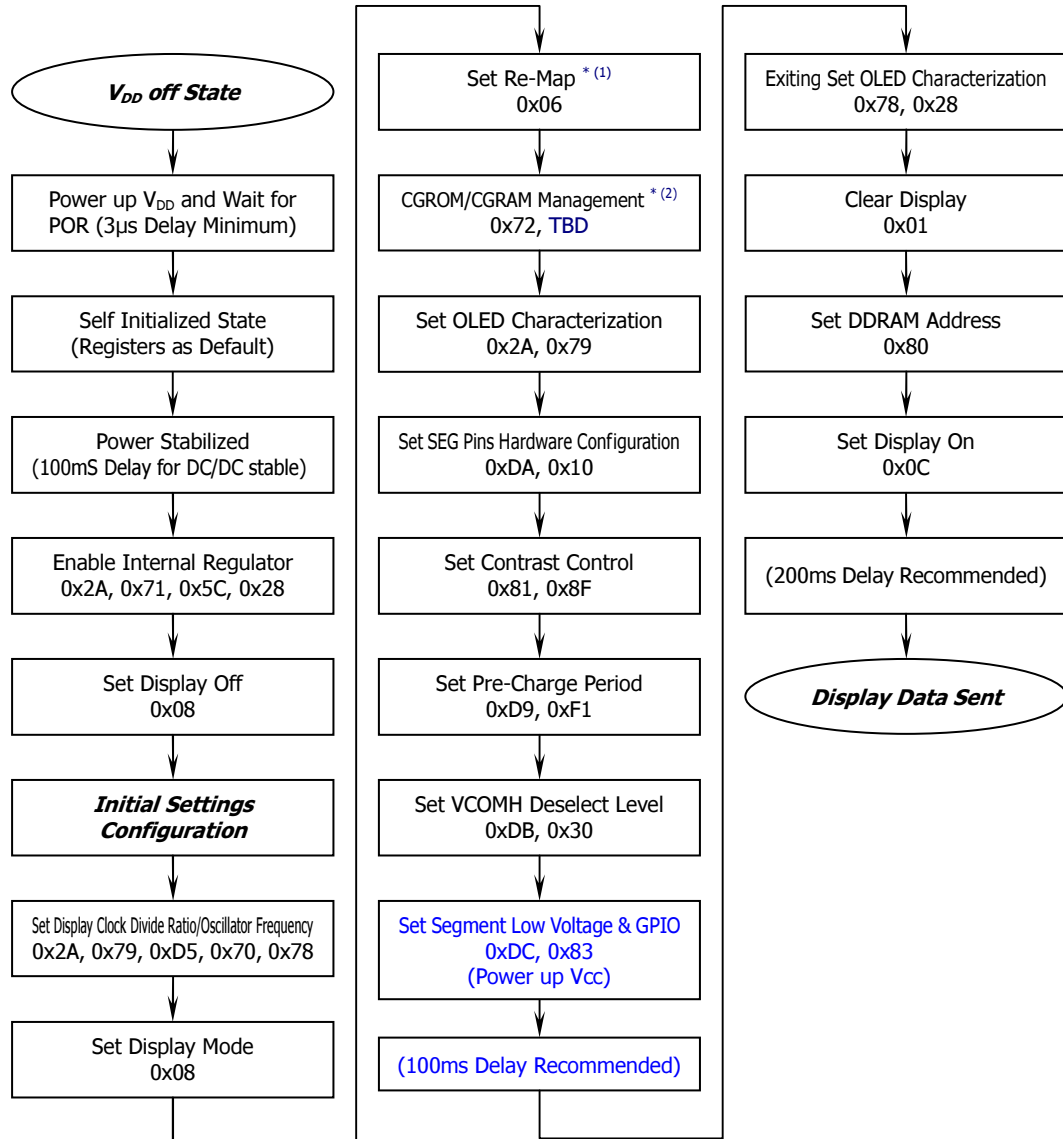 V_DD off State
Power up V_DD and Wait for
POR (3µs Delay Minimum)
Self Initialized State
(Registers as Default)
Power Stabilized
(100mS Delay for DC/DC stable)
Enable Internal Regulator
0x2A, 0x71, 0x5C, 0x28
Set Display Off
0x08
Initial Settings
Configuration
Set Display Clock Divide Ratio/Oscillator Frequency
0x2A, 0x79, 0xD5, 0x70, 0x78
Set Display Mode
0x08
Set Re-Map * (1)
0x06
CGROM/CGRAM Management * (2)
0x72, TBD
Set OLED Characterization
0x2A, 0x79
Set SEG Pins Hardware Configuration
0xDA, 0x10
Set Contrast Control
0x81, 0x8F
Set Pre-Charge Period
0xD9, 0xF1
Set VCOMH Deselect Level
0xDB, 0x30
Set Segment Low Voltage & GPIO
0xDC, 0x83
(Power up Vcc)
(100ms Delay Recommended)
Exiting Set OLED Characterization
0x78, 0x28
Clear Display
0x01
Set DDRAM Address
0x80
Set Display On
0x0C
(200ms Delay Recommended)
Display Data Sent